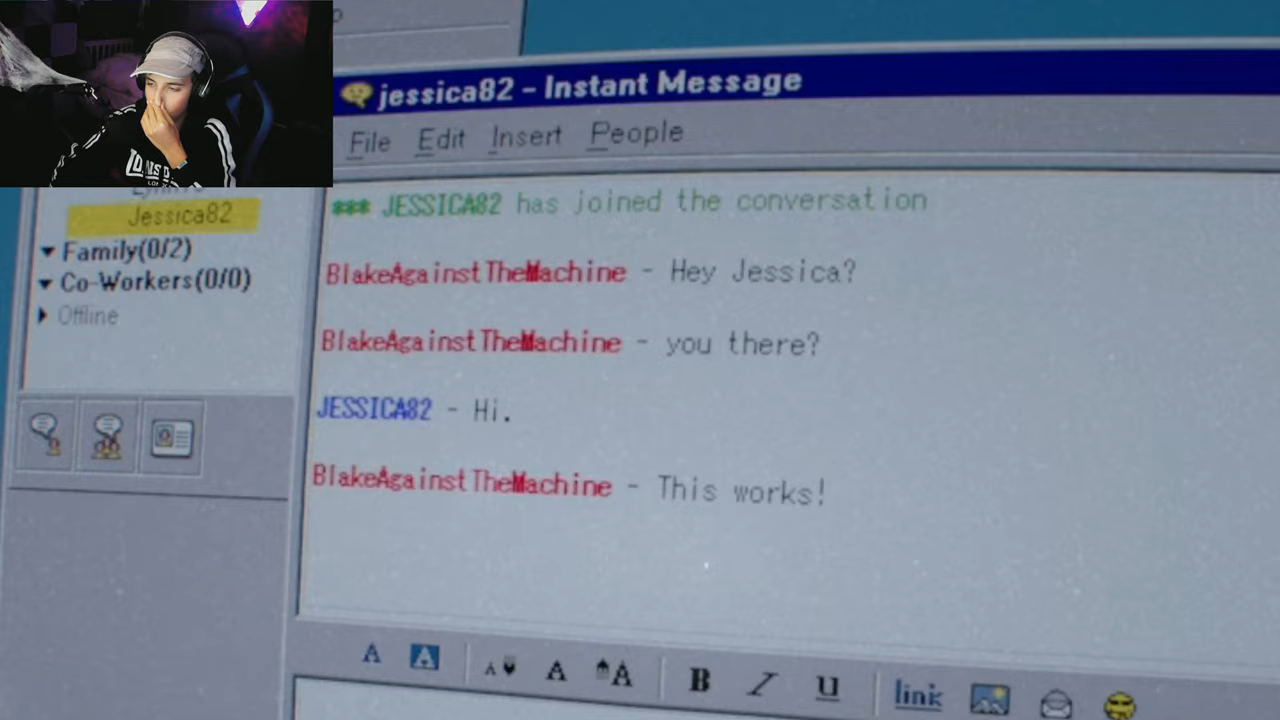 jessica82 - Instant Message
File Edit Insert People
Jessica82
Family(0/2)
Co-Workers(0/0)
Offline
*** JESSICA82 has joined the conversation
BlakeAgainstTheMachine - Hey Jessica?
BlakeAgainstTheMachine - you there?
JESSICA82 - Hi.
BlakeAgainstTheMachine - This works!
A A A A A B I U link